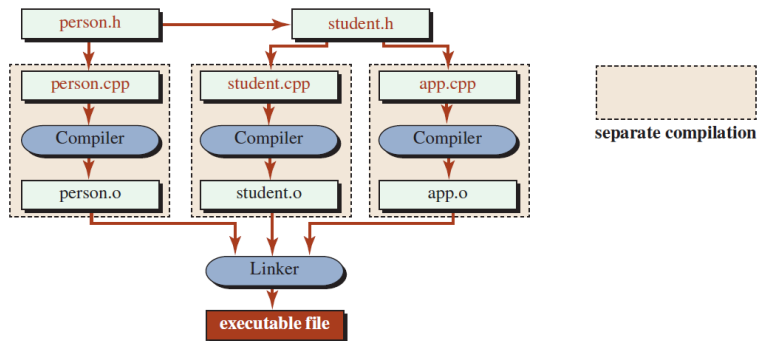 person.h
student.h
person.cpp
student.cpp
app.cpp
Compiler
Compiler
Compiler
separate compilation
person.o
student.o
app.o
Linker
executable file